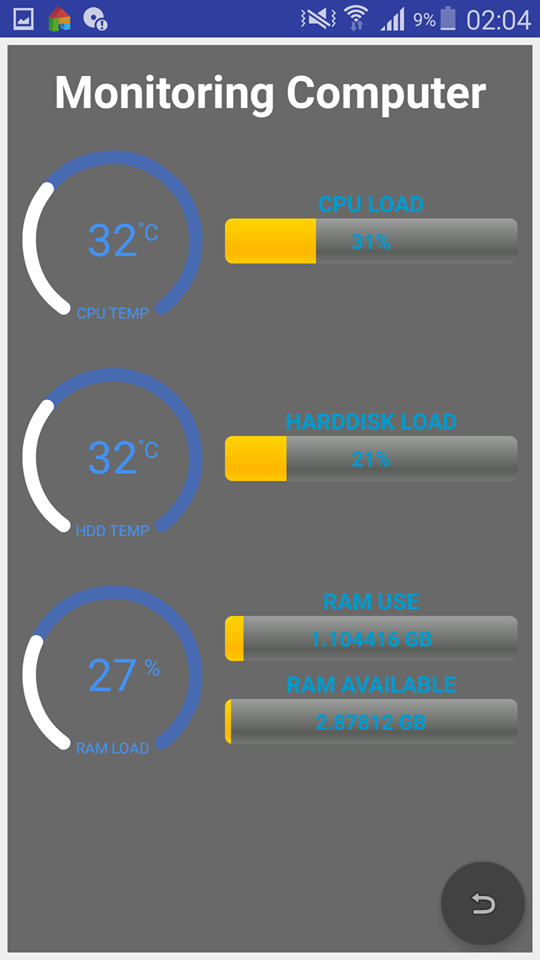 9% 02:04
Monitoring Computer
32°C
CPU TEMP
CPU LOAD
31%
32°C
HDD TEMP
HARDDISK LOAD
21%
27 %
RAM LOAD
RAM USE
1.104416 GB
RAM AVAILABLE
2.87812 GB